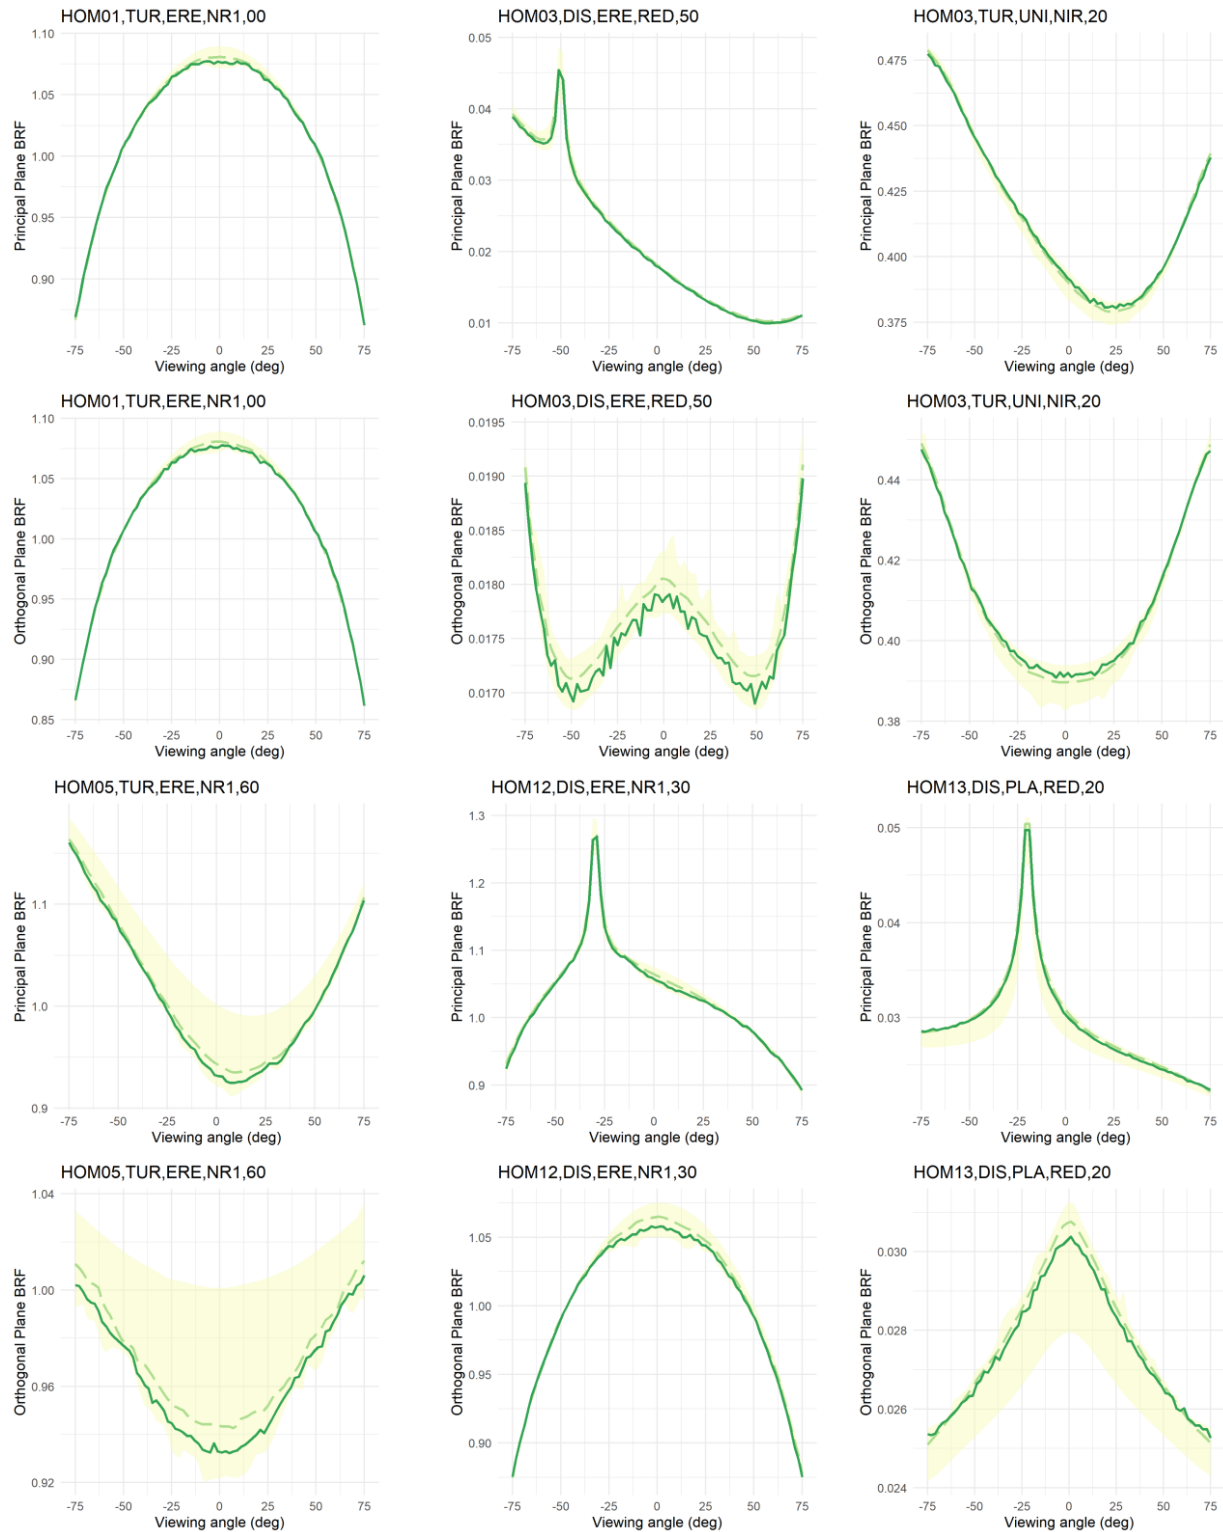 HOM01,TUR,ERE,NR1,00
Principal Plane BRF
1.10
1.05
1.00
0.95
0.90
-75 -50 -25 0 25 50 75
Viewing angle (deg)
HOM03,DIS,ERE,RED,50
Principal Plane BRF
0.05
0.04
0.03
0.02
0.01
-75 -50 -25 0 25 50 75
Viewing angle (deg)
HOM03,TUR,UNI,NIR,20
Principal Plane BRF
0.475
0.450
0.425
0.400
0.375
-75 -50 -25 0 25 50 75
Viewing angle (deg)
HOM01,TUR,ERE,NR1,00
Orthogonal Plane BRF
1.10
1.05
1.00
0.95
0.90
0.85
-75 -50 -25 0 25 50 75
Viewing angle (deg)
HOM03,DIS,ERE,RED,50
Orthogonal Plane BRF
0.0195
0.0190
0.0185
0.0180
0.0175
0.0170
-75 -50 -25 0 25 50 75
Viewing angle (deg)
HOM03,TUR,UNI,NIR,20
Orthogonal Plane BRF
0.44
0.42
0.40
0.38
-75 -50 -25 0 25 50 75
Viewing angle (deg)
HOM05,TUR,ERE,NR1,60
Principal Plane BRF
1.1
1.0
0.9
-75 -50 -25 0 25 50 75
Viewing angle (deg)
HOM12,DIS,ERE,NR1,30
Principal Plane BRF
1.3
1.2
1.1
1.0
0.9
-75 -50 -25 0 25 50 75
Viewing angle (deg)
HOM13,DIS,PLA,RED,20
Principal Plane BRF
0.05
0.04
0.03
-75 -50 -25 0 25 50 75
Viewing angle (deg)
HOM05,TUR,ERE,NR1,60
Orthogonal Plane BRF
1.04
1.00
0.96
0.92
-75 -50 -25 0 25 50 75
Viewing angle (deg)
HOM12,DIS,ERE,NR1,30
Orthogonal Plane BRF
1.05
1.00
0.95
0.90
-75 -50 -25 0 25 50 75
Viewing angle (deg)
HOM13,DIS,PLA,RED,20
Orthogonal Plane BRF
0.030
0.028
0.026
0.024
-75 -50 -25 0 25 50 75
Viewing angle (deg)